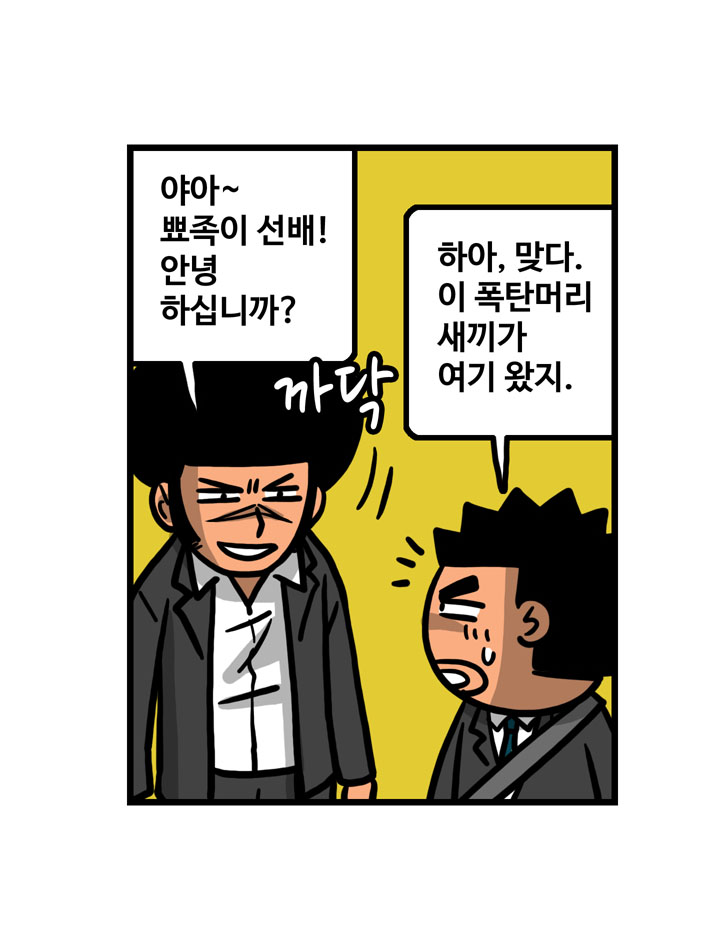 야아~
뾰족이 선배!
안녕
하십니까?
하아, 맞다.
이 폭탄머리
새끼가
여기 왔지.
까닥